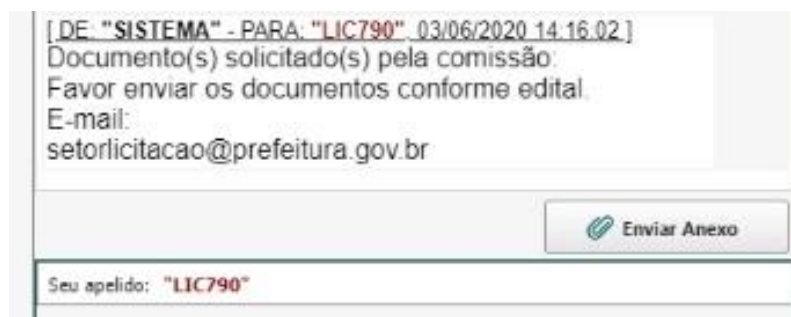 [ DE: "SISTEMA" - PARA: "LIC790", 03/06/2020 14:16:02 ]
Documento(s) solicitado(s) pela comissão:
Favor enviar os documentos conforme edital.
E-mail:
setorlicitacao@prefeitura.gov.br
Enviar Anexo
Seu apelido: "LIC790"